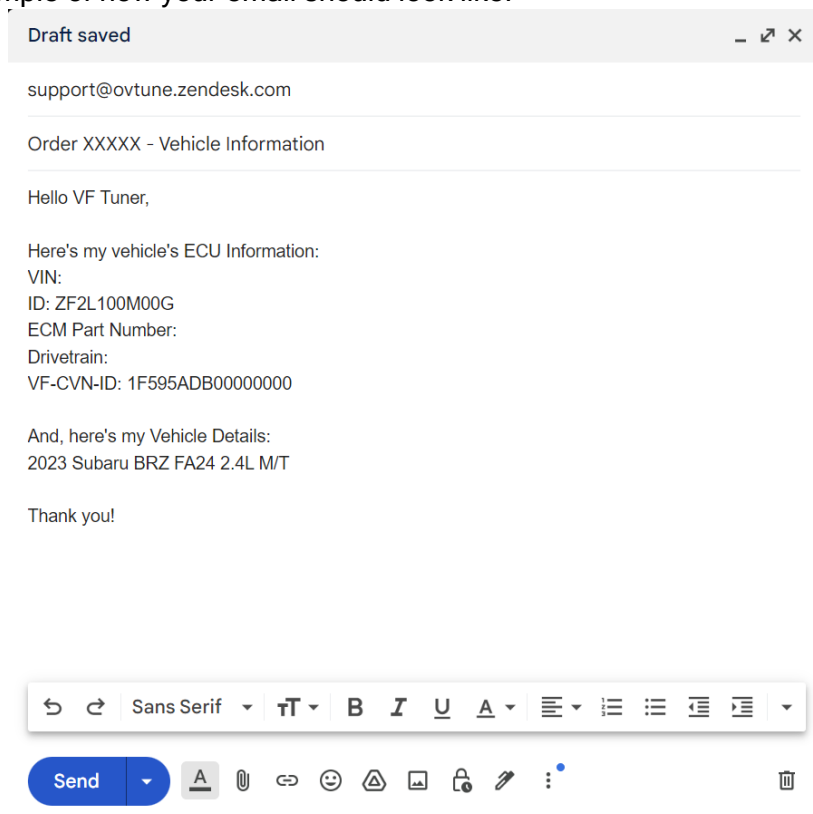 Draft saved
support@ovtune.zendesk.com
Order XXXXX - Vehicle Information
Hello VF Tuner,
Here's my vehicle's ECU Information:
VIN:
ID: ZF2L100M00G
ECM Part Number:
Drivetrain:
VF-CVN-ID: 1F595ADB00000000
And, here's my Vehicle Details:
2023 Subaru BRZ FA24 2.4L M/T
Thank you!
Sans Serif
Send